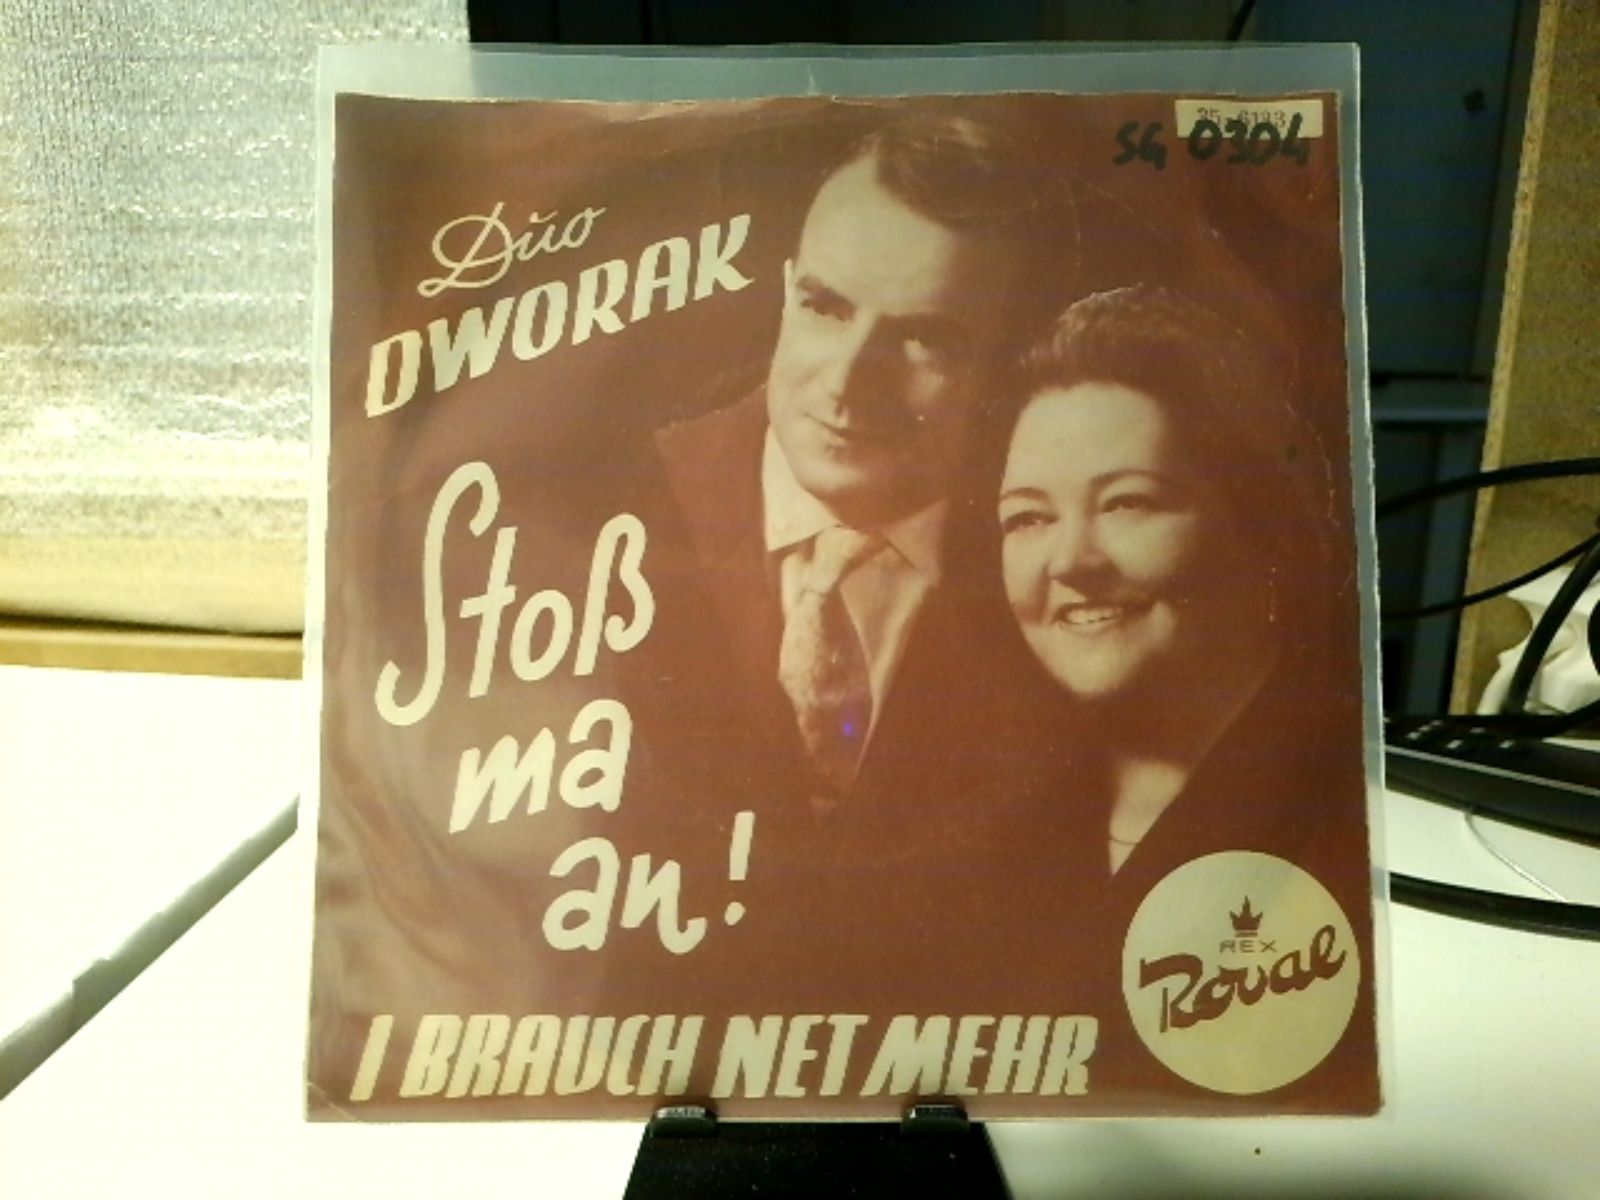 SG 0304
Duo
DWORAK
Stoß
ma
an!
I BRAUCH NET MEHR
REX
Royal